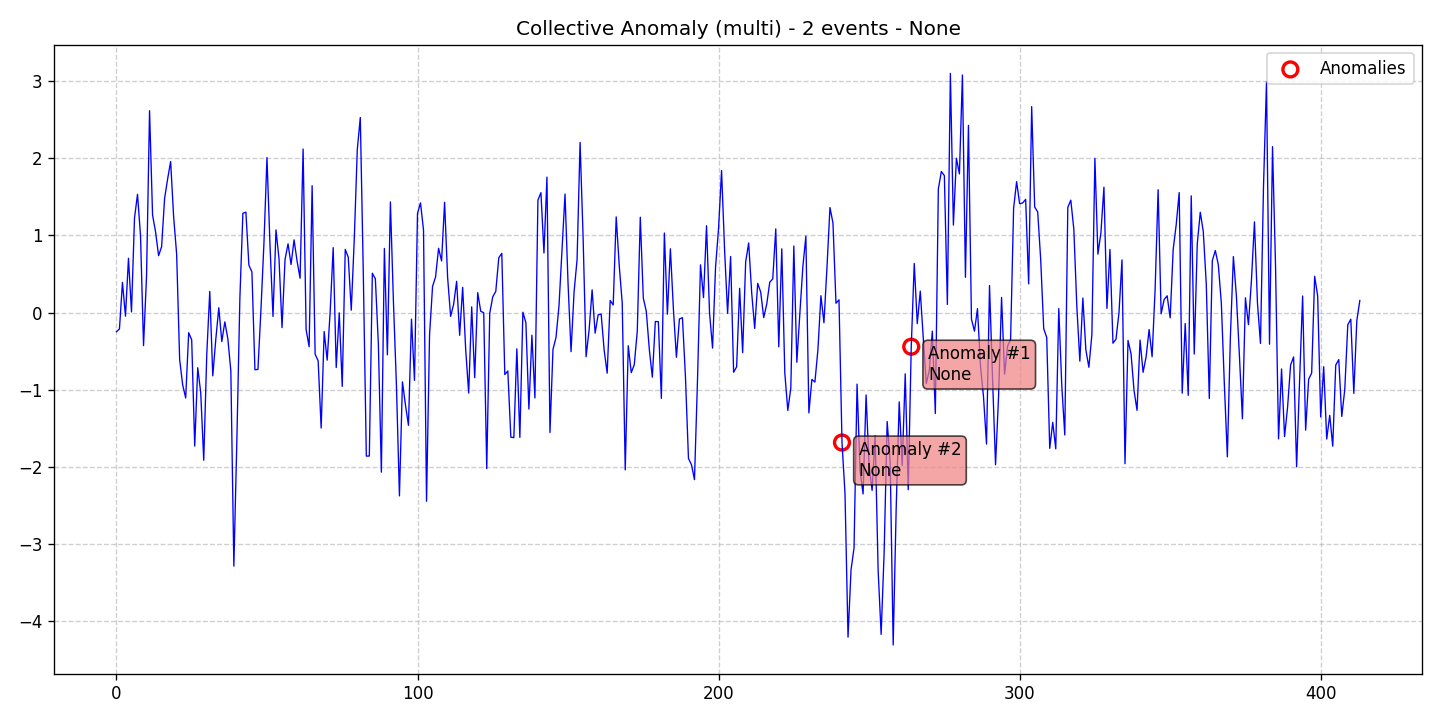 Collective Anomaly (multi) - 2 events - None
Anomalies
3
2
1
0
−1
−2
−3
−4
Anomaly #1
None
Anomaly #2
None
0
100
200
300
400